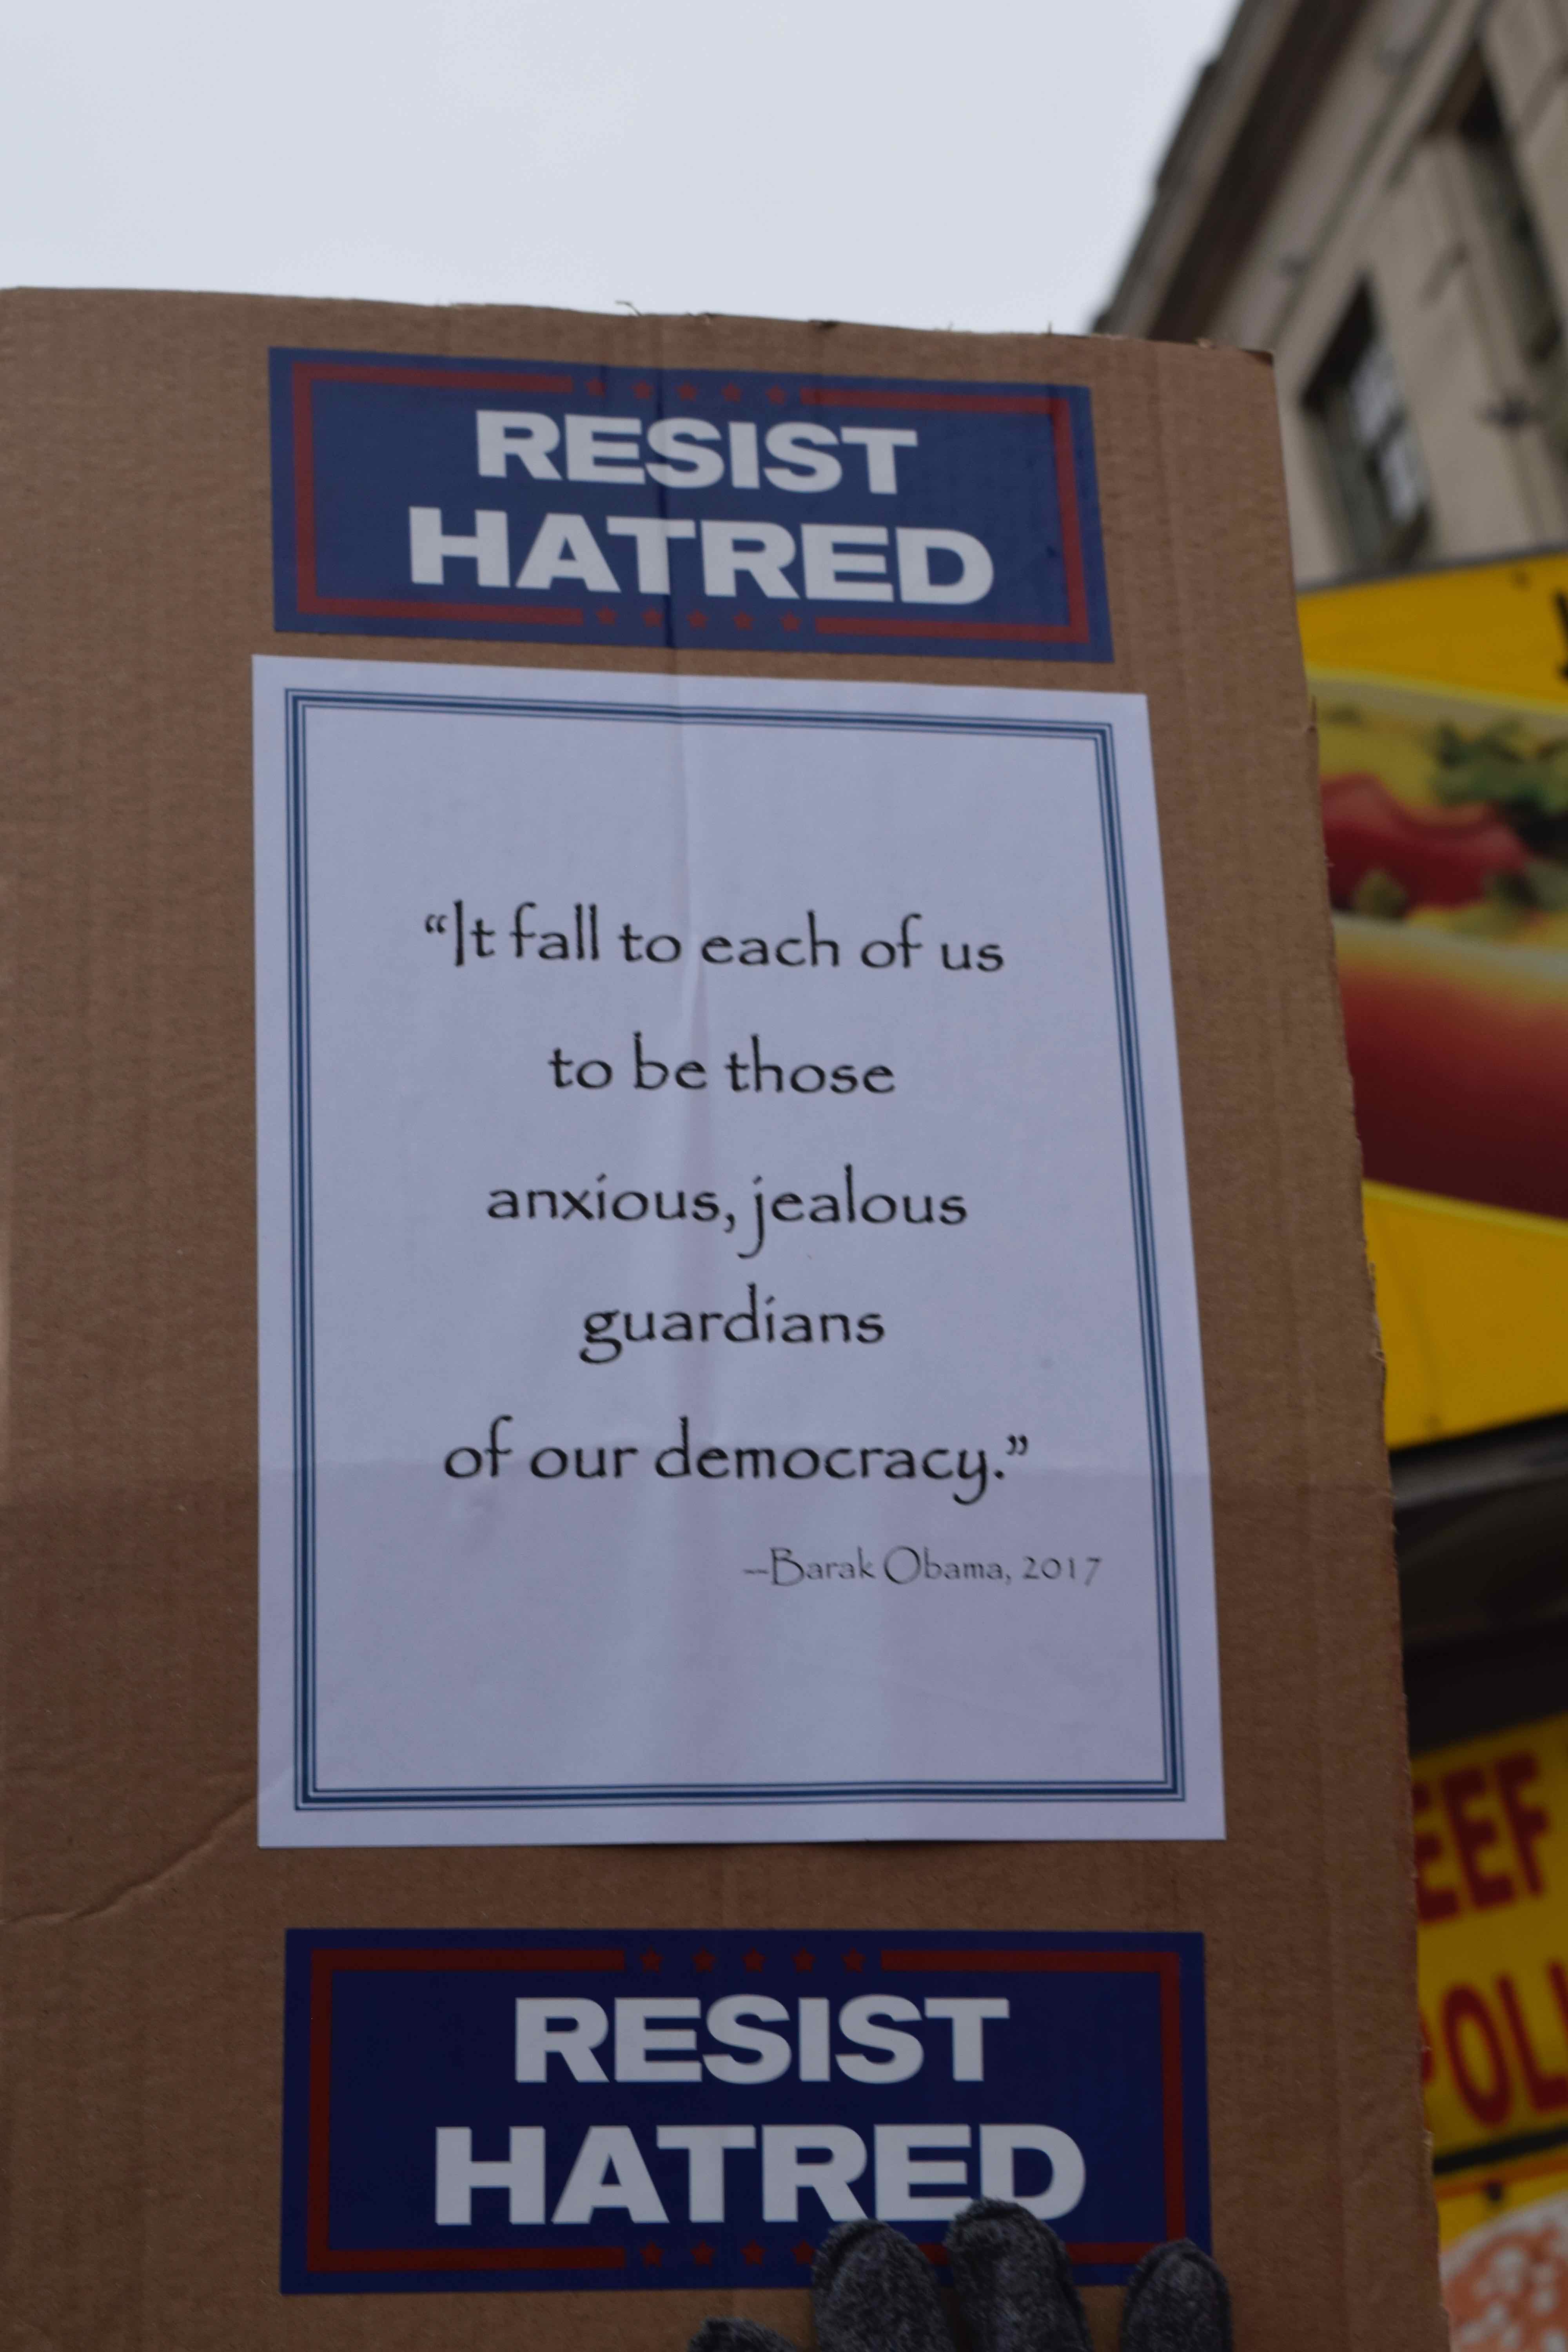 RESIST
HATRED
“It fall to each of us
to be those
anxious, jealous
guardians
of our democracy.”
--Barak Obama, 2017
RESIST
HATRED